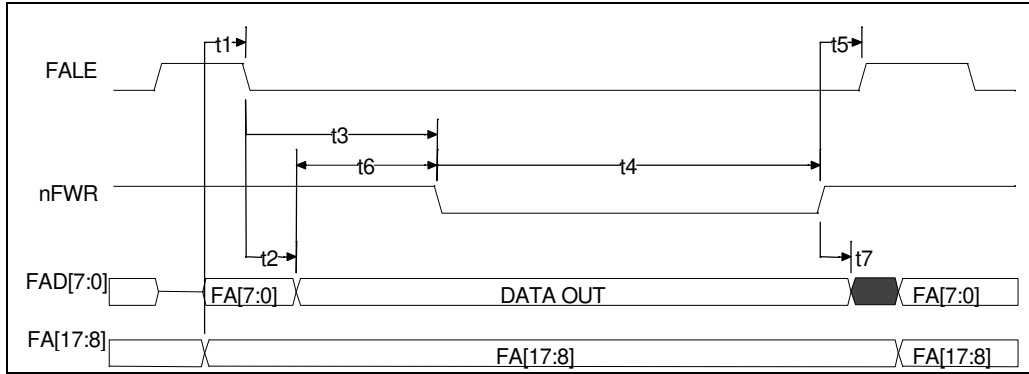 t1
t5
FALE
t3
t6
t4
nFWR
t2
t7
FAD[7:0]
FA[7:0]
DATA OUT
FA[7:0]
FA[17:8]
FA[17:8]
FA[17:8]